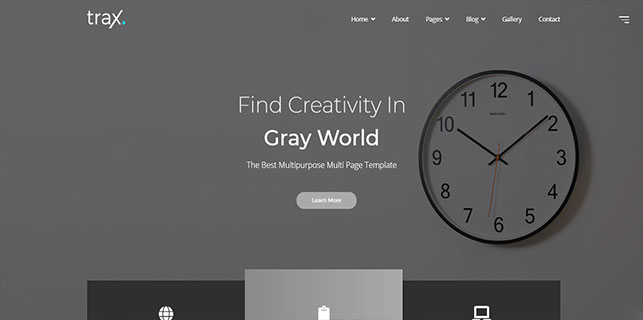 trax.
Home About Pages Blog Gallery Contact
Find Creativity In
Gray World
The Best Multipurpose Multi Page Template
Learn More
12
1
2
3
4
5
6
7
8
9
10
11